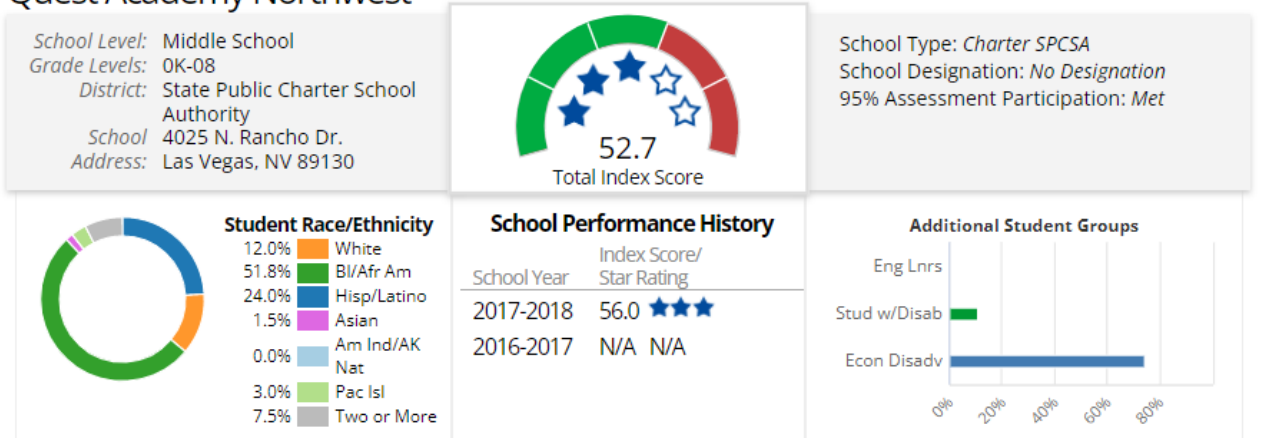 Quest Academy Northwest
School Level: Middle School
Grade Levels: 0K-08
District: State Public Charter School
Authority
School 4025 N. Rancho Dr.
Address: Las Vegas, NV 89130
52.7
Total Index Score
School Type: Charter SPCSA
School Designation: No Designation
95% Assessment Participation: Met
Student Race/Ethnicity
12.0% White
51.8% Bl/Afr Am
24.0% Hisp/Latino
1.5% Asian
0.0% Am Ind/AK
Nat
3.0% Pac Isl
7.5% Two or More
School Performance History
Index Score/
School Year Star Rating
2017-2018 56.0
2016-2017 N/A N/A
Additional Student Groups
Eng Lnrs
Stud w/Disab
Econ Disadv
0% 20% 40% 60% 80%